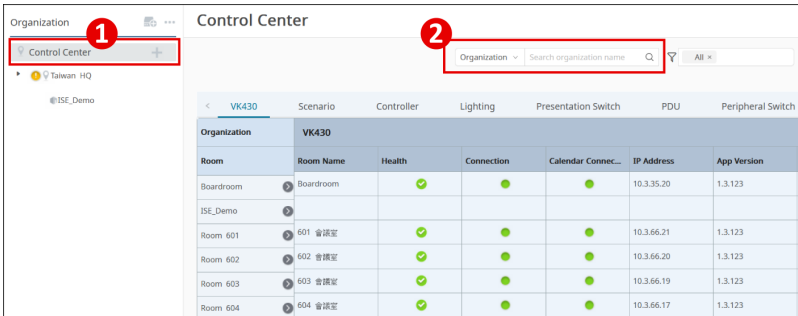 Organization
Control Center
1
Control Center
Taiwan HQ
ISE_Demo
2
Organization Search organization name All ×
VK430 Scenario Controller Lighting Presentation Switch PDU Peripheral Switch
Organization VK430
Room Room Name Health Connection Calendar Connec... IP Address App Version
Boardroom Boardroom 10.3.35.20 1.3.123
ISE_Demo
Room 601 601 會議室 10.3.66.21 1.3.123
Room 602 602 會議室 10.3.66.20 1.3.123
Room 603 603 會議室 10.3.66.19 1.3.123
Room 604 604 會議室 10.3.66.17 1.3.123